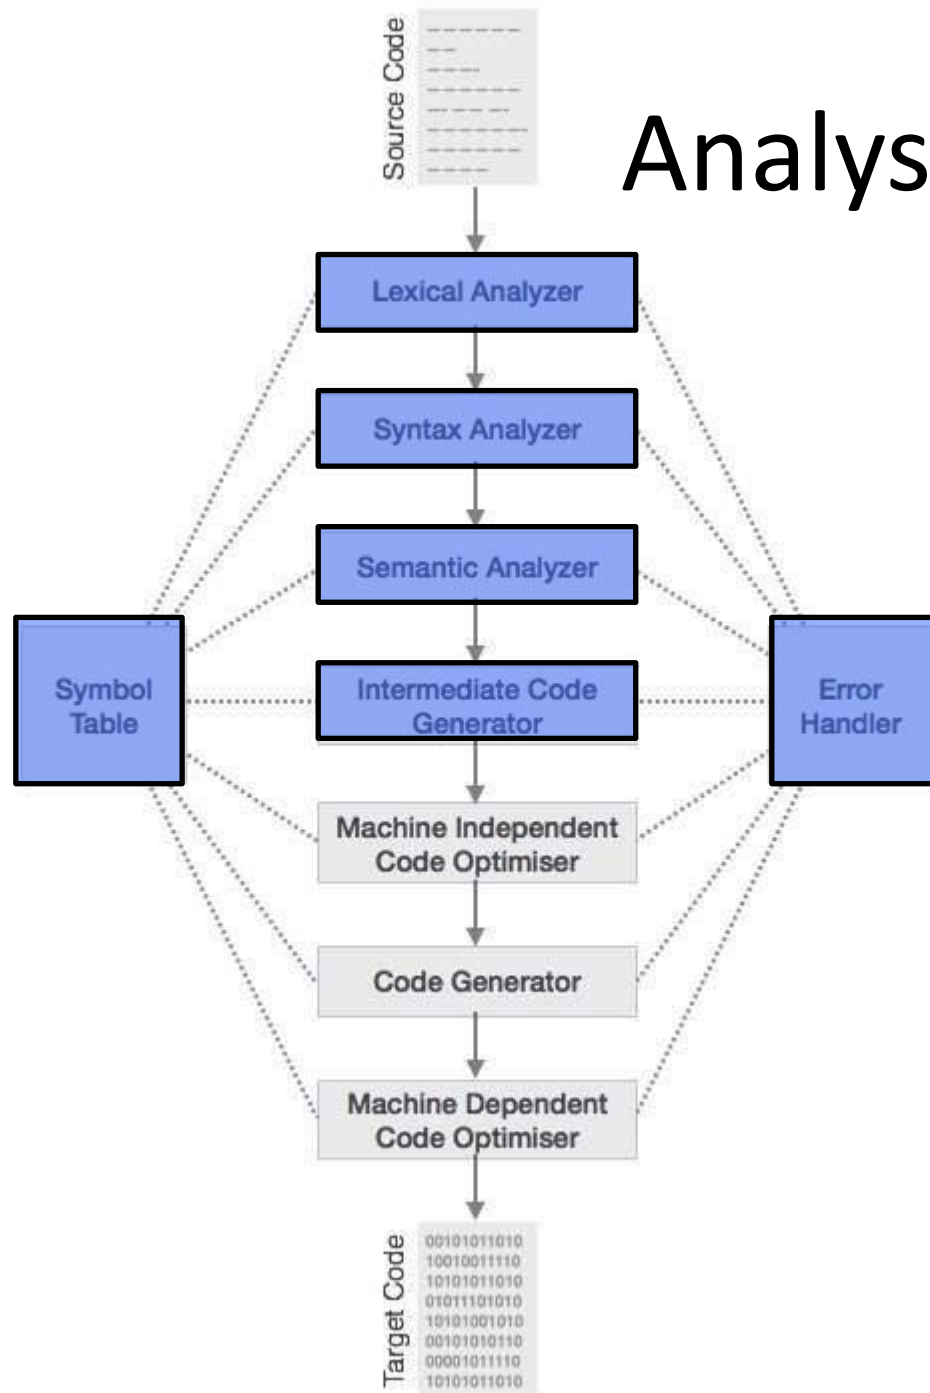 Source Code
Analys
Lexical Analyzer
Syntax Analyzer
Semantic Analyzer
Symbol
Table
Intermediate Code
Generator
Error
Handler
Machine Independent
Code Optimiser
Code Generator
Machine Dependent
Code Optimiser
Target Code
00101011010
10010011110
10101011010
01011101010
10101001010
00101010110
00001011110
10101011010